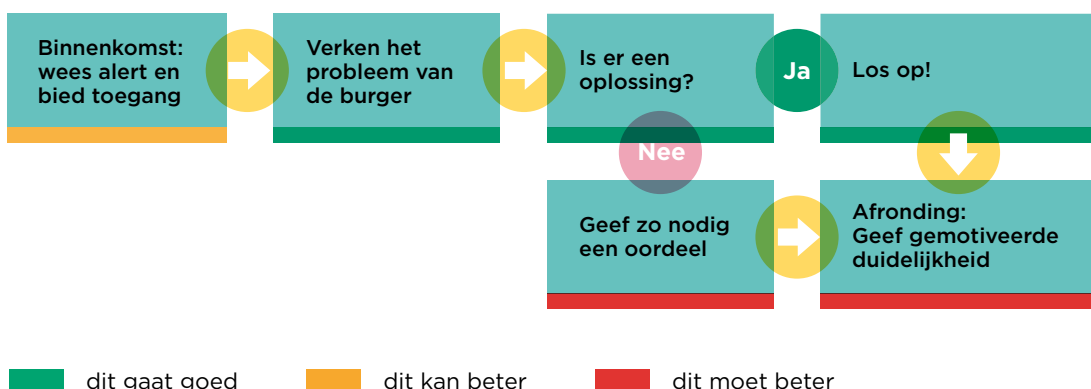 Binnenkomst:
wees alert en
bied toegang
Verken het
probleem van
de burger
Is er een
oplossing?
Ja
Los op!
Nee
Geef zo nodig
een oordeel
Afronding:
Geef gemotiveerde
duidelijkheid
dit gaat goed
dit kan beter
dit moet beter